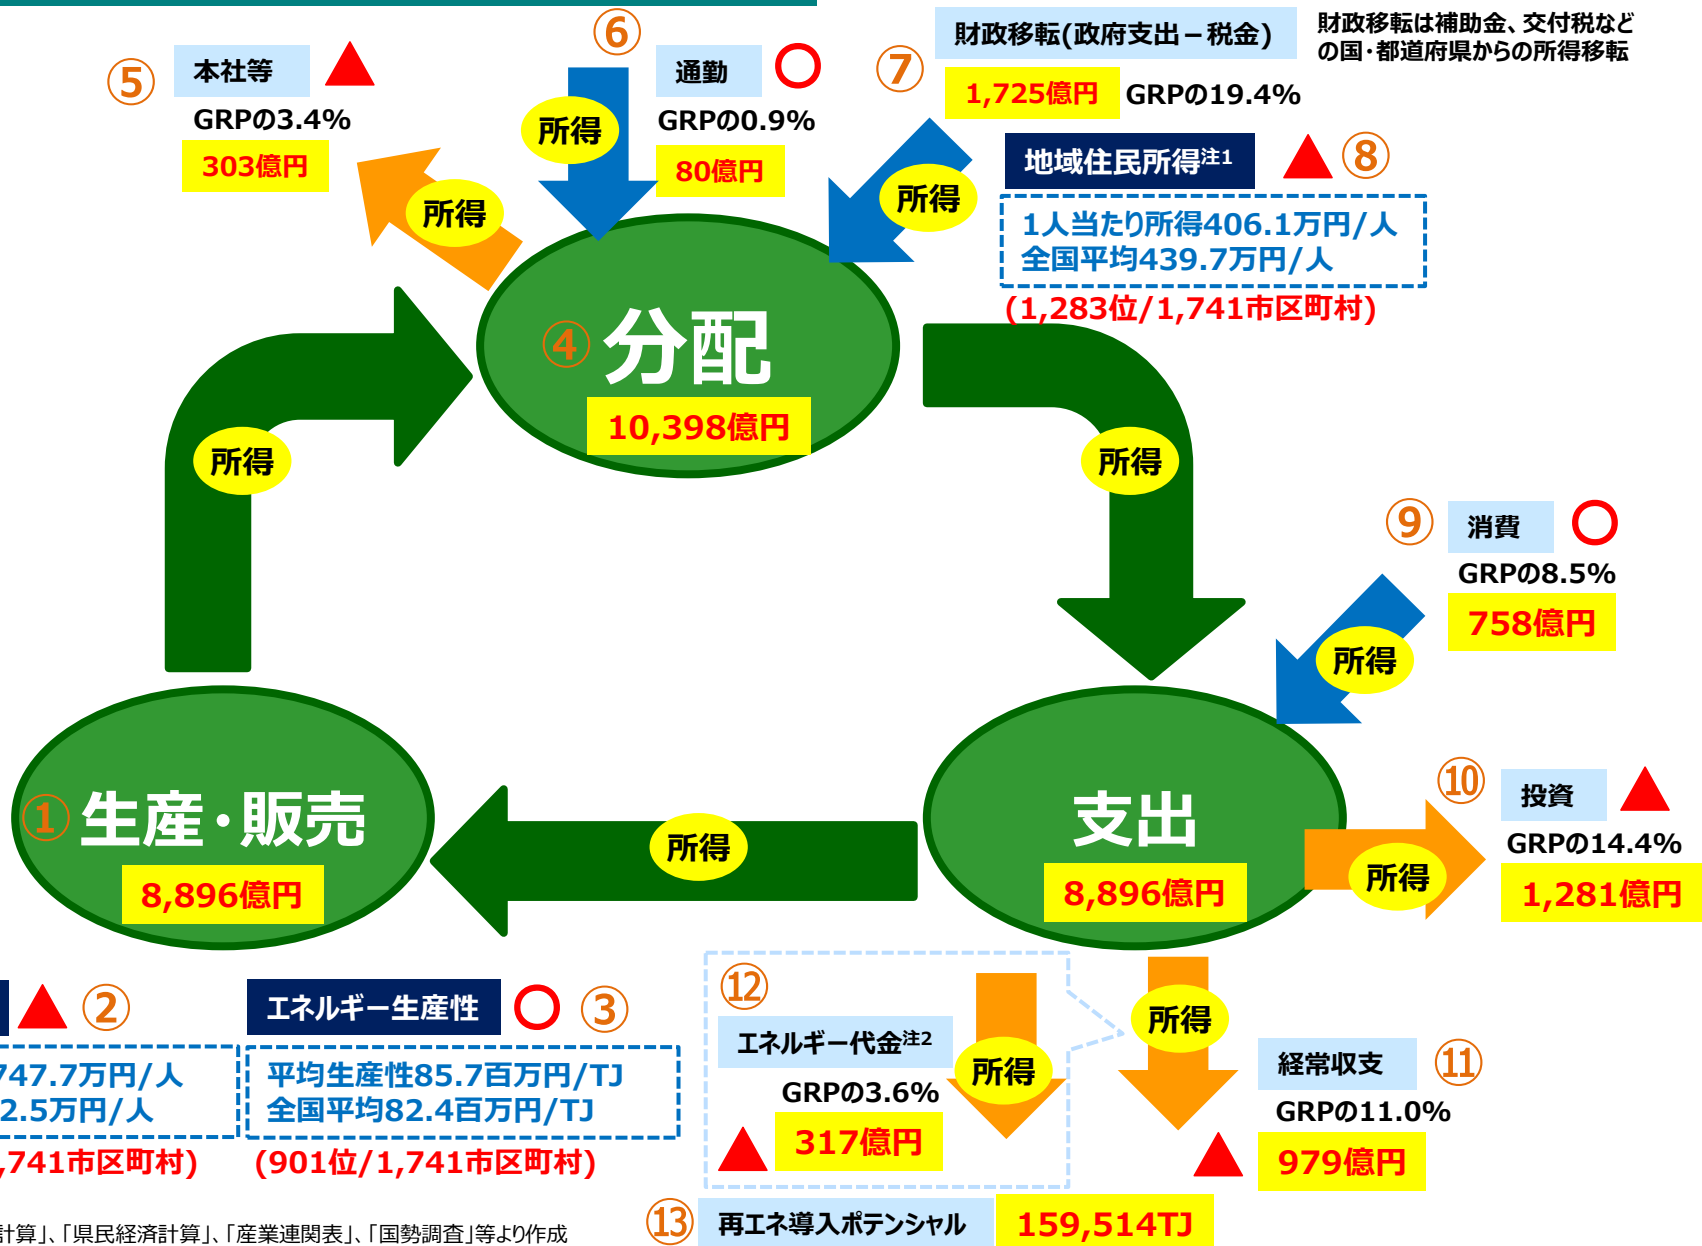 ⑥
⑤
本社等
GRPの3.4%
303億円
所得
所得
通勤
GRPの0.9%
80億円
⑦
財政移転(政府支出－税金)
1,725億円 GRPの19.4%
財政移転は補助金、交付税など
の国・都道府県からの所得移転
所得
地域住民所得注1
⑧
1人当たり所得406.1万円/人
全国平均439.7万円/人
(1,283位/1,741市区町村)
④ 分配
10,398億円
所得
所得
⑨
消費
GRPの8.5%
758億円
所得
① 生産・販売
8,896億円
所得
支出
8,896億円
⑩
投資
GRPの14.4%
1,281億円
所得
②
747.7万円/人
2.5万円/人
,741市区町村)
エネルギー生産性
③
平均生産性85.7百万円/TJ
全国平均82.4百万円/TJ
(901位/1,741市区町村)
⑫
エネルギー代金注2
GRPの3.6%
317億円
所得
所得
経常収支
⑪
GRPの11.0%
979億円
⑬ 再エネ導入ポテンシャル 159,514TJ
計算」、「県民経済計算」、「産業連関表」、「国勢調査」等より作成